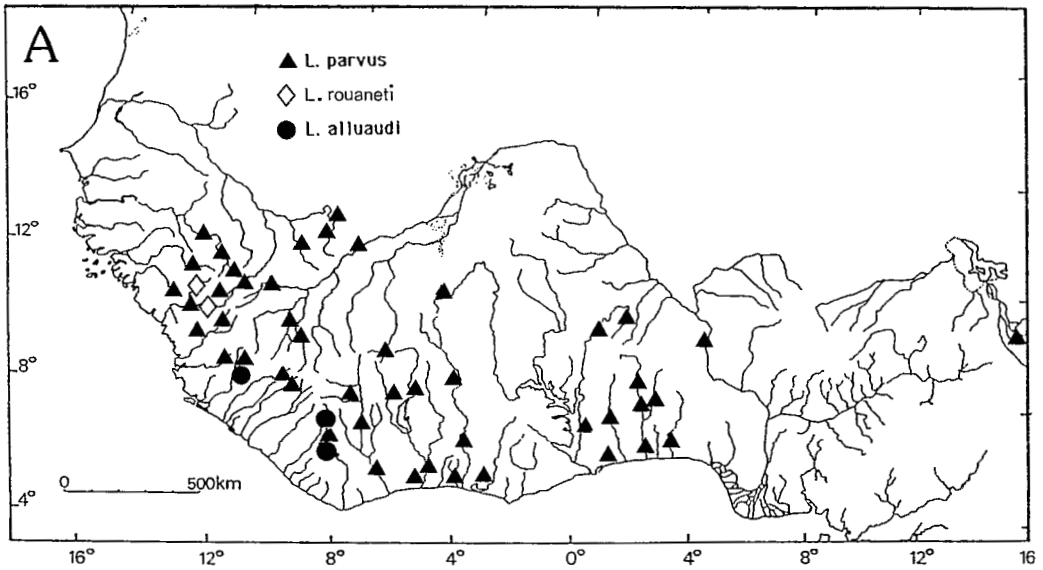 A
L. parvus
L. rouaneti
L. alluaudi
16°
12°
8°
4°
0 500km
16° 12° 8° 4° 0° 4° 8° 12° 16